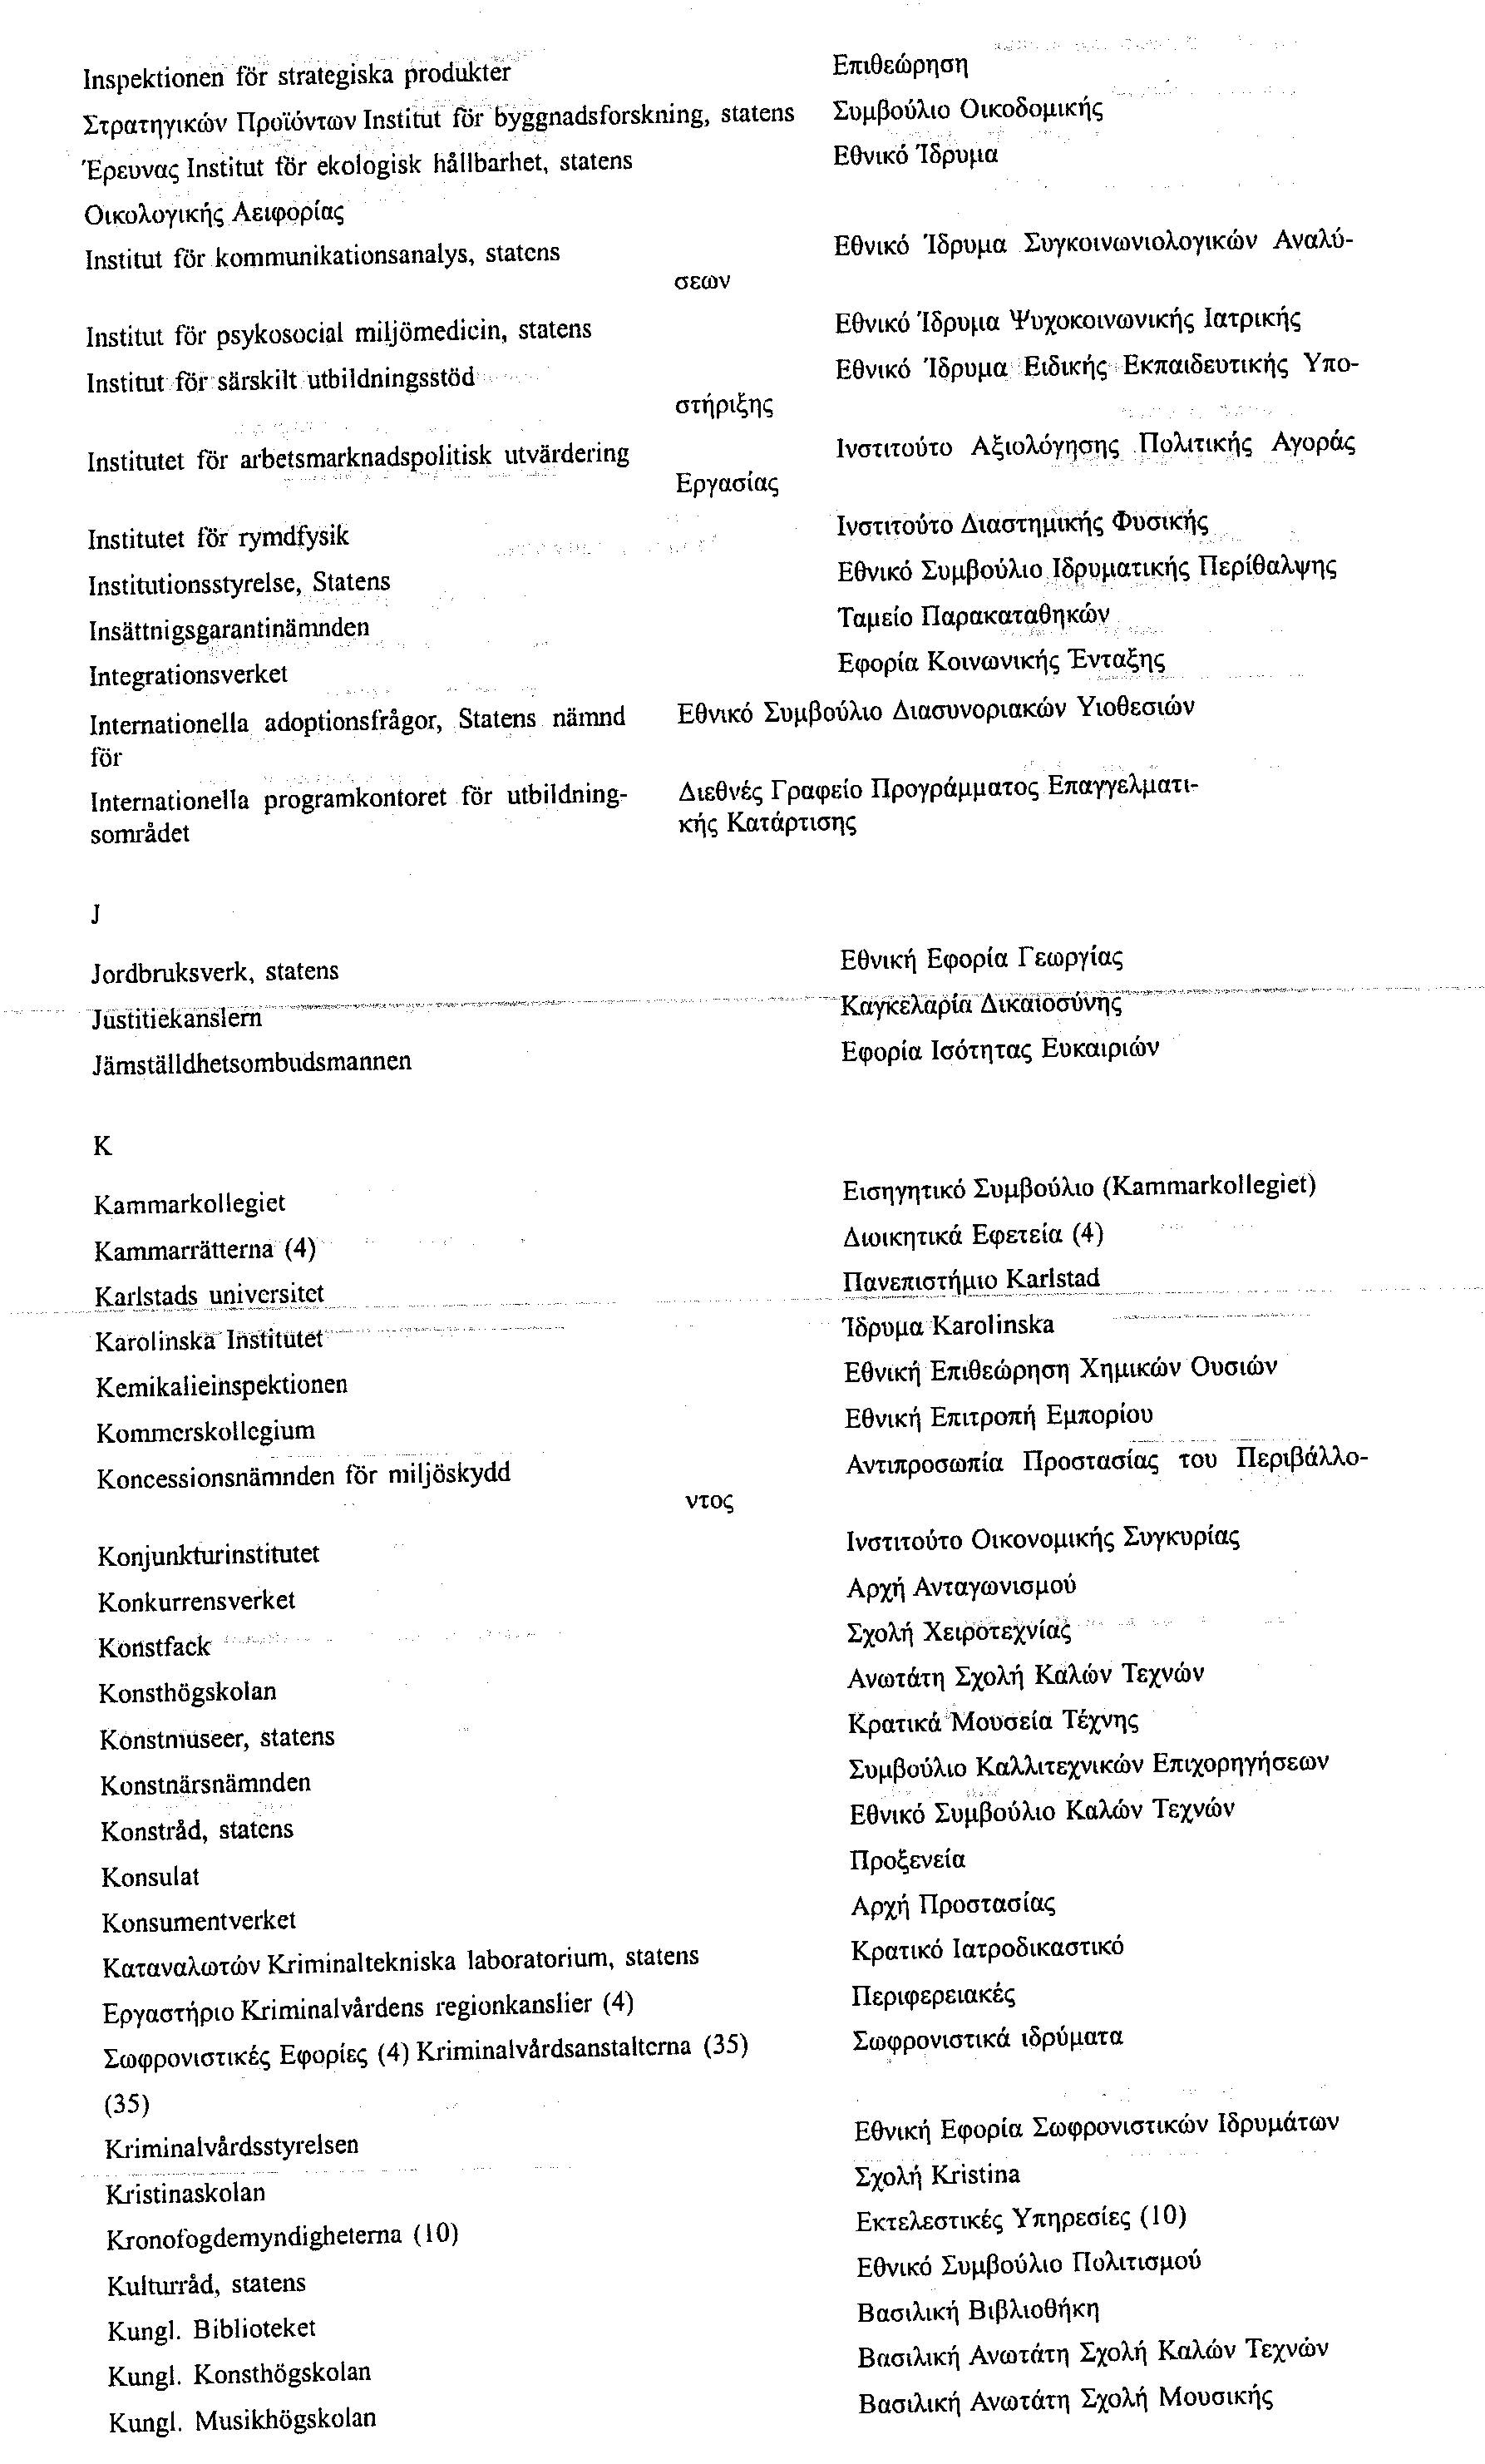 Inspektionen för strategiska produkter Επιθεώρηση
Στρατηγικών Προϊόντων Institut för byggnadsforskning, statens Συμβούλιο Οικοδομικής
Έρευνας Institut för ekologisk hållbarhet, statens Εθνικό Ίδρυμα
Οικολογικής Αειφορίας
Institut för kommunikationsanalys, statens Εθνικό Ίδρυμα Συγκοινωνιολογικών Αναλύ-
σεων
Institut för psykosocial miljömedicin, statens Εθνικό Ίδρυμα Ψυχοκοινωνικής Ιατρικής
Institut för särskilt utbildningsstöd Εθνικό Ίδρυμα Ειδικής Εκπαιδευτικής Υπο-
στήριξης
Institutet för arbetsmarknadspolitisk utvärdering Ινστιτούτο Αξιολόγησης Πολιτικής Αγοράς
Εργασίας
Institutet för rymdfysik Ινστιτούτο Διαστημικής Φυσικής
Institutionsstyrelse, Statens Εθνικό Συμβούλιο Ιδρυματικής Περίθαλψης
Insättnigsgarantinämnden Ταμείο Παρακαταθηκών
Integrationsverket Εφορία Κοινωνικής Ένταξης
Internationella adoptionsfrågor, Statens nämnd Εθνικό Συμβούλιο Διασυνοριακών Υιοθεσιών
för
Internationella programkontoret för utbildning- Διεθνές Γραφείο Προγράμματος Επαγγελματι-
sområdet κής Κατάρτισης
J
Jordbruksverk, statens Εθνική Εφορία Γεωργίας
Justitiekanslern Καγκελαρία Δικαιοσύνης
Jämställdhetsombudsmannen Εφορία Ισότητας Ευκαιριών
K
Kammarkollegiet Εισηγητικό Συμβούλιο (Kammarkollegiet)
Kammarrätterna (4) Διοικητικά Εφετεία (4)
Karlstads universitet Πανεπιστήμιο Karlstad
Karolinska Institutet Ίδρυμα Karolinska
Kemikalieinspektionen Εθνική Επιθεώρηση Χημικών Ουσιών
Kommerskollegium Εθνική Επιτροπή Εμπορίου
Koncessionsnämnden för miljöskydd Αντιπροσωπία Προστασίας του Περιβάλλο-
ντος
Konjunkturinstitutet Ινστιτούτο Οικονομικής Συγκυρίας
Konkurrensverket Αρχή Ανταγωνισμού
Konstfack Σχολή Χειροτεχνίας
Konsthögskolan Ανωτάτη Σχολή Καλών Τεχνών
Konstmuseer, statens Κρατικά Μουσεία Τέχνης
Konstnärsnämnden Συμβούλιο Καλλιτεχνικών Επιχορηγήσεων
Konstråd, statens Εθνικό Συμβούλιο Καλών Τεχνών
Konsulat Προξενεία
Konsumentverket Αρχή Προστασίας
Καταναλωτών Kriminaltekniska laboratorium, statens Κρατικό Ιατροδικαστικό
Εργαστήριο Kriminalvårdens regionkanslier (4) Περιφερειακές
Σωφρονιστικές Εφορίες (4) Kriminalvårdsanstalterna (35) Σωφρονιστικά ιδρύματα
(35)
Kriminalvårdsstyrelsen Εθνική Εφορία Σωφρονιστικών Ιδρυμάτων
Kristinaskolan Σχολή Kristina
Kronofogdemyndigheterna (10) Εκτελεστικές Υπηρεσίες (10)
Kulturråd, statens Εθνικό Συμβούλιο Πολιτισμού
Kungl. Biblioteket Βασιλική Βιβλιοθήκη
Kungl. Konsthögskolan Βασιλική Ανωτάτη Σχολή Καλών Τεχνών
Kungl. Musikhögskolan Βασιλική Ανωτάτη Σχολή Μουσικής